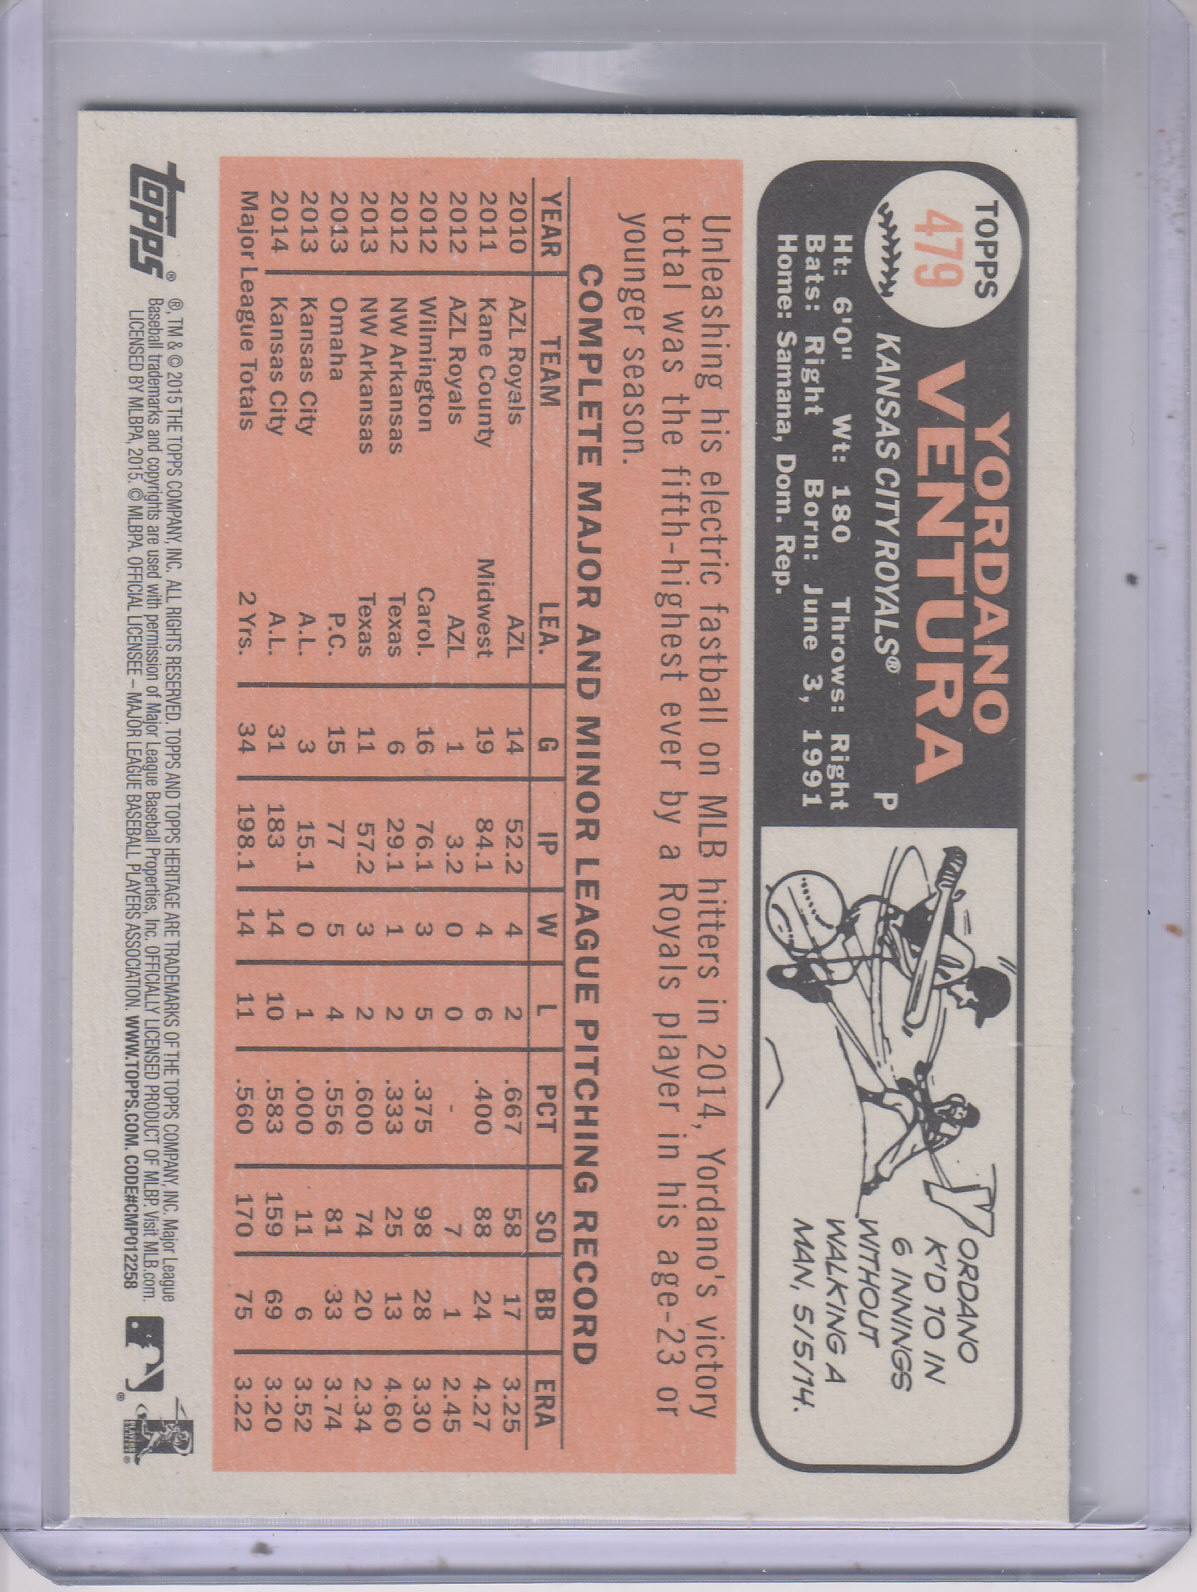 TOPPS
479
YORDANO
VENTURA
KANSAS CITY ROYALS® P
Ht: 6'0" Wt: 180 Throws: Right
Bats: Right Born: June 3, 1991
Home: Samana, Dom. Rep.
YORDANO
K'D 10 IN
6 INNINGS
WITHOUT
WALKING A
MAN, 5/5/14.
Unleashing his electric fastball on MLB hitters in 2014, Yordano's victory
total was the fifth-highest ever by a Royals player in his age-23 or
younger season.
COMPLETE MAJOR AND MINOR LEAGUE PITCHING RECORD
YEAR TEAM LEA. G IP W L PCT SO BB ERA
2010 AZL Royals AZL 14 52.2 4 2 .667 58 17 3.25
2011 Kane County Midwest 19 84.1 4 6 .400 88 24 4.27
2012 AZL Royals AZL 1 3.2 0 0 - 7 1 2.45
2012 Wilmington Carol. 16 76.1 3 5 .375 98 28 3.30
2012 NW Arkansas Texas 6 29.1 1 2 .333 25 13 4.60
2013 NW Arkansas Texas 11 57.2 3 2 .600 74 20 2.34
2013 Omaha P.C. 15 77 5 4 .556 81 33 3.74
2013 Kansas City A.L. 3 15.1 0 1 .000 11 6 3.52
2014 Kansas City A.L. 31 183 14 10 .583 159 69 3.20
Major League Totals 2 Yrs. 34 198.1 14 11 .560 170 75 3.22
topps®
®, TM & © 2015 THE TOPPS COMPANY, INC. ALL RIGHTS RESERVED. TOPPS AND TOPPS HERITAGE ARE TRADEMARKS OF THE TOPPS COMPANY, INC. Major League
Baseball trademarks and copyrights are used with permission of Major League Baseball Properties, Inc. OFFICIALLY LICENSED PRODUCT OF MLBP. Visit MLB.com.
LICENSED BY MLBPA, 2015. © MLBPA. OFFICIAL LICENSEE – MAJOR LEAGUE BASEBALL PLAYERS ASSOCIATION. WWW.TOPPS.COM. CODE#CMP012258